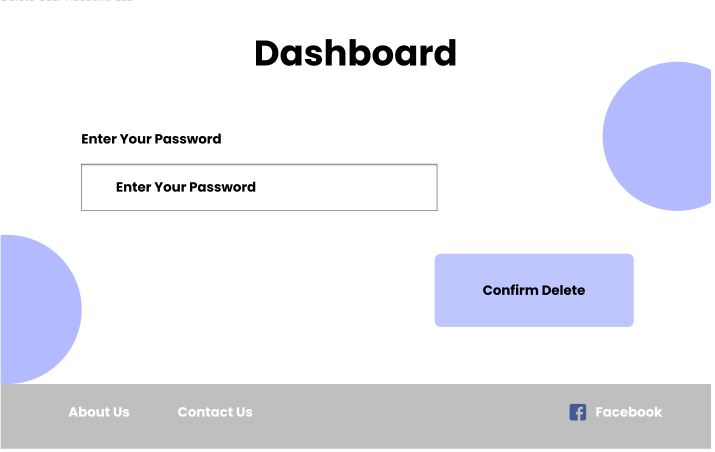 Dashboard
Enter Your Password
Enter Your Password
Confirm Delete
About Us
Contact Us
Facebook